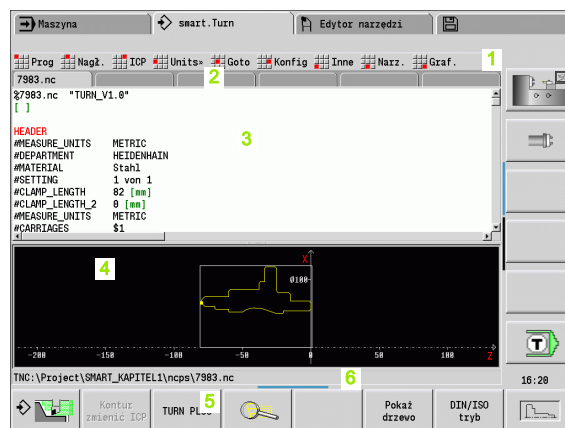 Maszyna smart.Turn Edytor narzędzi
Prog Nagł. ICP Units» Goto Konfig Inne Narz. Graf. 1
7983.nc 2
%7983.nc "TURN_V1.0"
[ ]
HEADER 3
#MEASURE_UNITS METRIC
#DEPARTMENT HEIDENHAIN
#MATERIAL Stahl
#SETTING 1 von 1
#CLAMP_LENGTH 82 [mm]
#CLAMP_LENGTH_2 0 [mm]
#MEASURE_UNITS METRIC
#CARRIAGES $1
4 X
Ø100
-200 -150 -100 -50 0 50 100 Z
T
TNC:\Project\SMART_KAPITEL1\ncps\7983.nc 6 16:20
Kontur zmienić ICP
TURN PLUS 5
Pokaż drzewo
DIN/ISO tryb